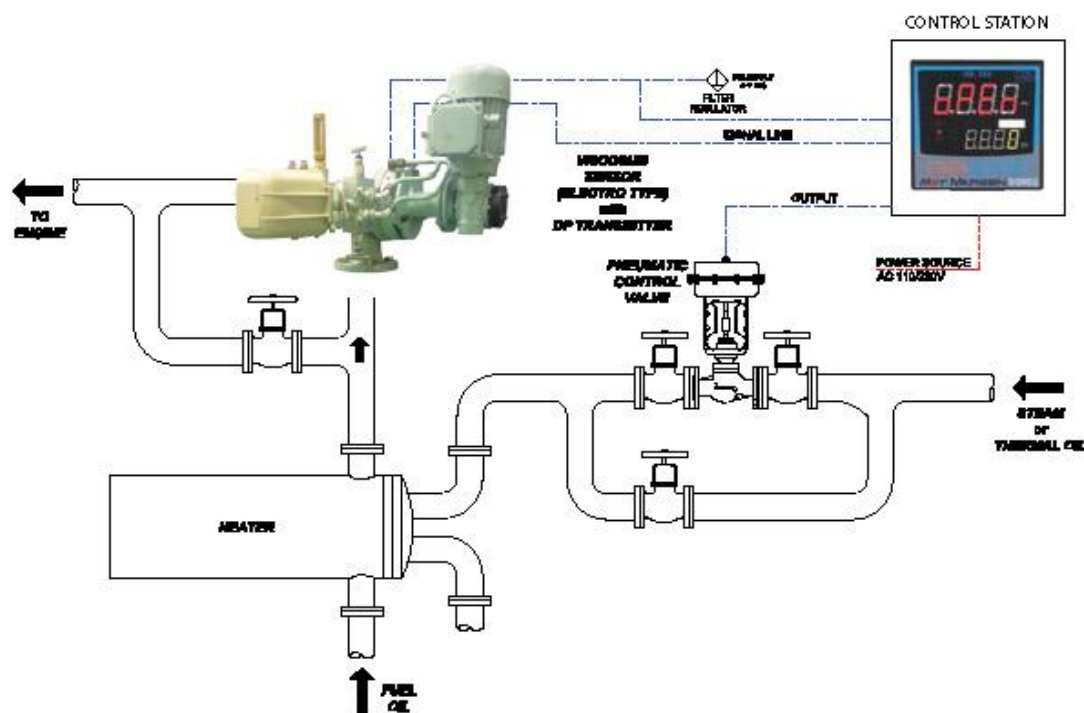 CONTROL STATION
FILTER
REGULATOR
SIGNAL LINE
VISCOSITY
SENSOR
(ELECTRO TYPE)
with
DP TRANSMITTER
OUTPUT
TO
ENGINE
PNEUMATIC
CONTROL
VALVE
POWER SOURCE
AC 110/220V
STEAM
or
THERMAL OIL
HEATER
FUEL
OIL